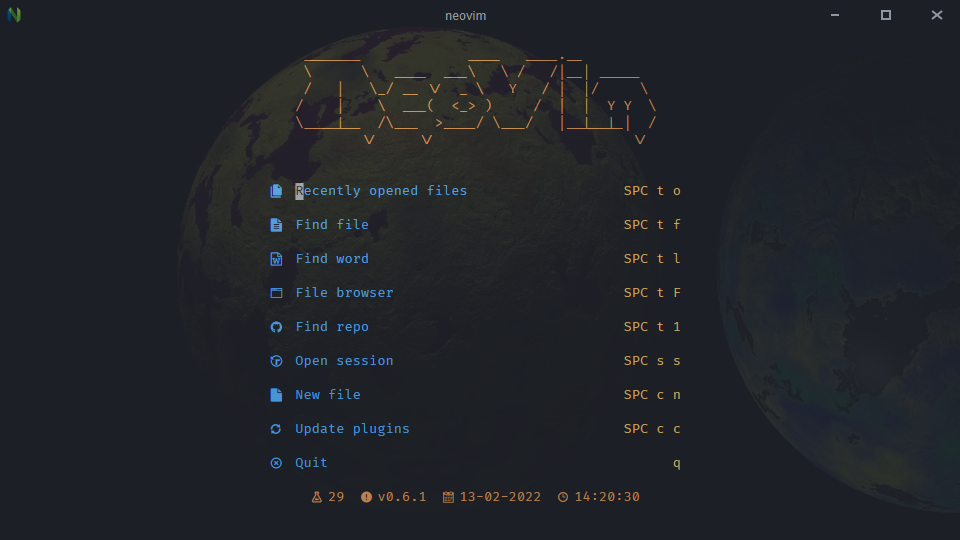 neovim
Recently opened files SPC t o
Find file SPC t f
Find word SPC t l
File browser SPC t F
Find repo SPC t 1
Open session SPC s s
New file SPC c n
Update plugins SPC c c
Quit q
29 v0.6.1 13-02-2022 14:20:30